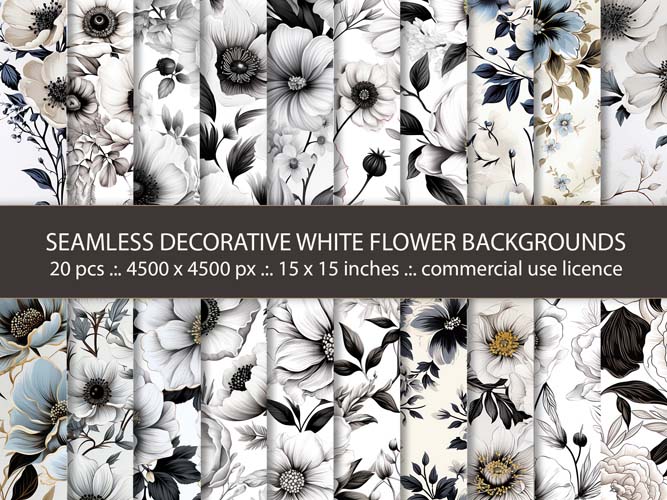 SEAMLESS DECORATIVE WHITE FLOWER BACKGROUNDS
20 pcs .:. 4500 x 4500 px .:. 15 x 15 inches .:. commercial use licence